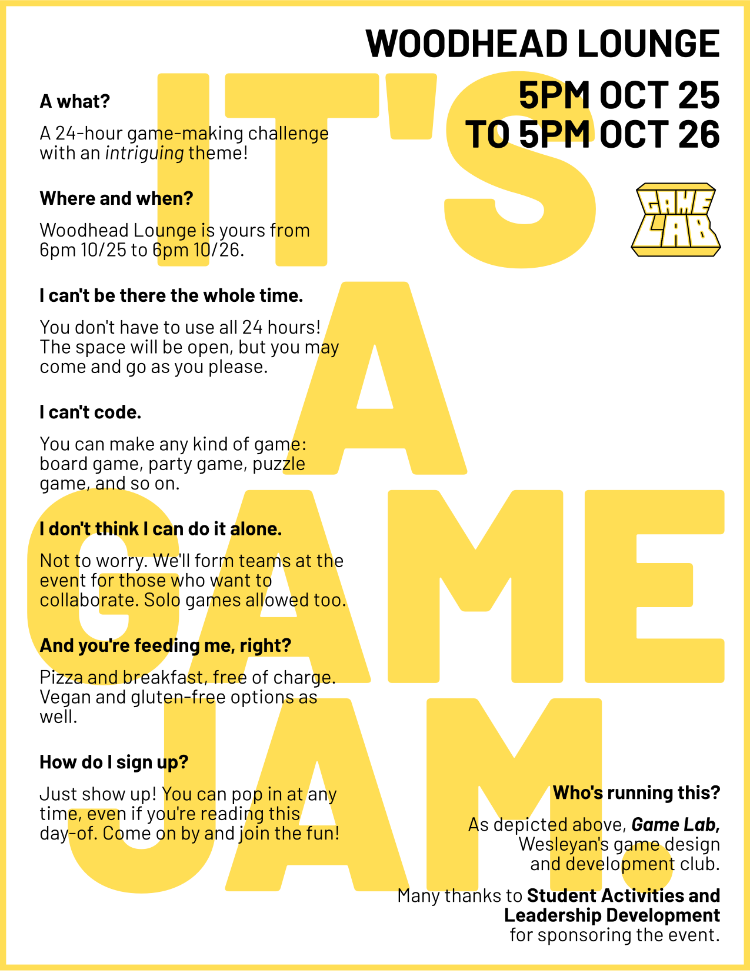 WOODHEAD LOUNGE
5PM OCT 25
TO 5PM OCT 26
GAME
LAB
IT'S
A
GAME
JAM.
A what?
A 24-hour game-making challenge
with an intriguing theme!
Where and when?
Woodhead Lounge is yours from
6pm 10/25 to 6pm 10/26.
I can't be there the whole time.
You don't have to use all 24 hours!
The space will be open, but you may
come and go as you please.
I can't code.
You can make any kind of game:
board game, party game, puzzle
game, and so on.
I don't think I can do it alone.
Not to worry. We'll form teams at the
event for those who want to
collaborate. Solo games allowed too.
And you're feeding me, right?
Pizza and breakfast, free of charge.
Vegan and gluten-free options as
well.
How do I sign up?
Just show up! You can pop in at any
time, even if you're reading this
day-of. Come on by and join the fun!
Who's running this?
As depicted above, Game Lab,
Wesleyan's game design
and development club.
Many thanks to Student Activities and
Leadership Development
for sponsoring the event.